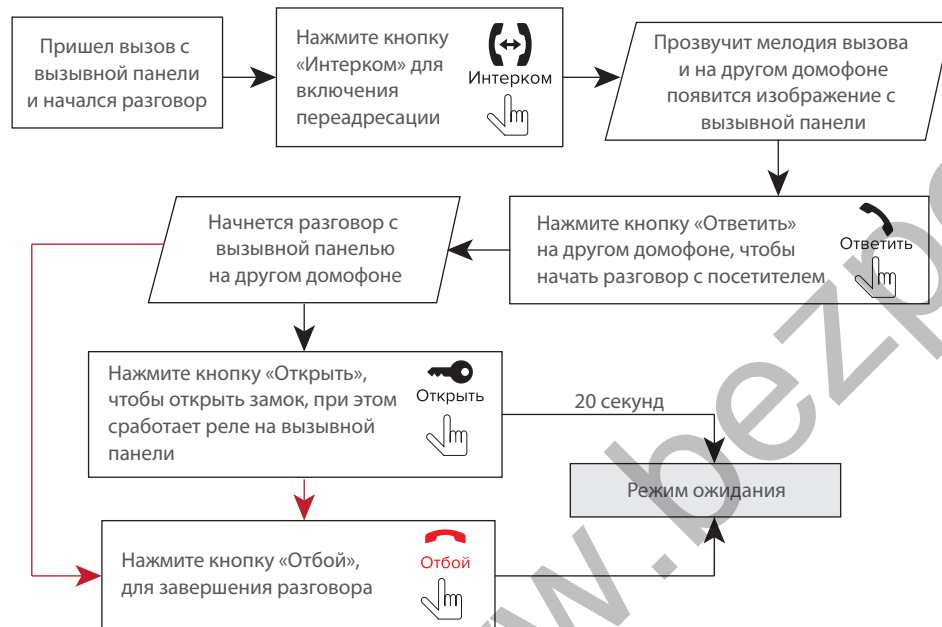 Пришел вызов с
вызывной панели
и начался разговор
Нажмите кнопку
«Интерком» для
включения
переадресации
Интерком
Прозвучит мелодия вызова
и на другом домофоне
появится изображение с
вызывной панели
Нажмите кнопку «Ответить»
на другом домофоне, чтобы
начать разговор с посетителем
Ответить
Начнется разговор с
вызывной панелью
на другом домофоне
Нажмите кнопку «Открыть»,
чтобы открыть замок, при этом
сработает реле на вызывной
панели
Открыть
20 секунд
Режим ожидания
Нажмите кнопку «Отбой»,
для завершения разговора
Отбой